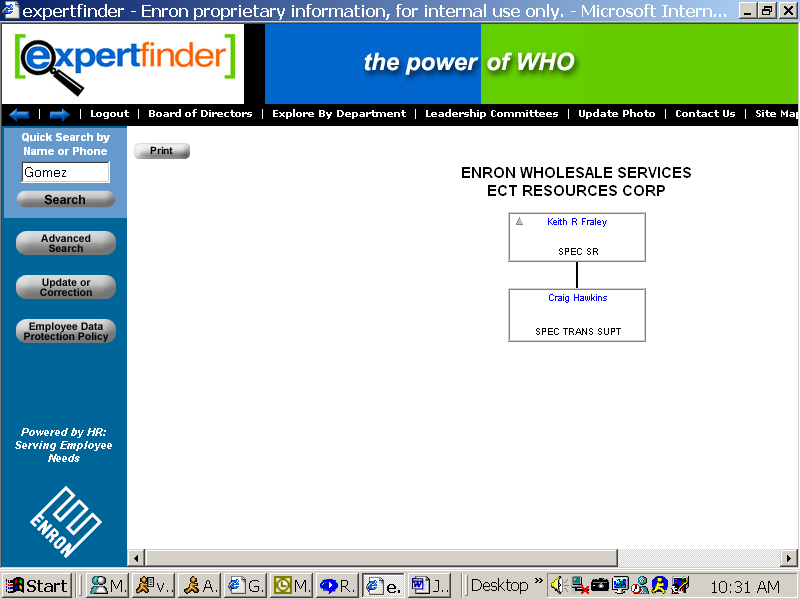 expertfinder - Enron proprietary information, for internal use only. - Microsoft Intern...
[expertfinder]
the power of WHO
Logout | Board of Directors | Explore By Department | Leadership Committees | Update Photo | Contact Us | Site Map
Quick Search by
Name or Phone
Gomez
Search
Advanced
Search
Update or
Correction
Employee Data
Protection Policy
Powered by HR:
Serving Employee
Needs
ENRON
Print
ENRON WHOLESALE SERVICES
ECT RESOURCES CORP
Keith R Fraley
SPEC SR
Craig Hawkins
SPEC TRANS SUPT
Start M. v.. A. G. M. R. e. J.. Desktop » 10:31 AM